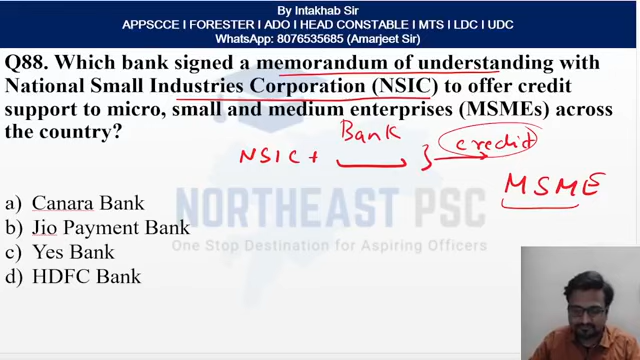 By Intakhab Sir
APPSCCE I FORESTER I ADO I HEAD CONSTABLE I MTS I LDC I UDC
WhatsApp: 8076535685 (Amarjeet Sir)
Q88. Which bank signed a memorandum of understanding with
National Small Industries Corporation (NSIC) to offer credit
support to micro, small and medium enterprises (MSMEs) across
the country?
Bank
NSIC + } credit
MSME
NORTHEAST PSC
One Stop Destination for Aspiring Officers
a) Canara Bank
b) Jio Payment Bank
c) Yes Bank
d) HDFC Bank